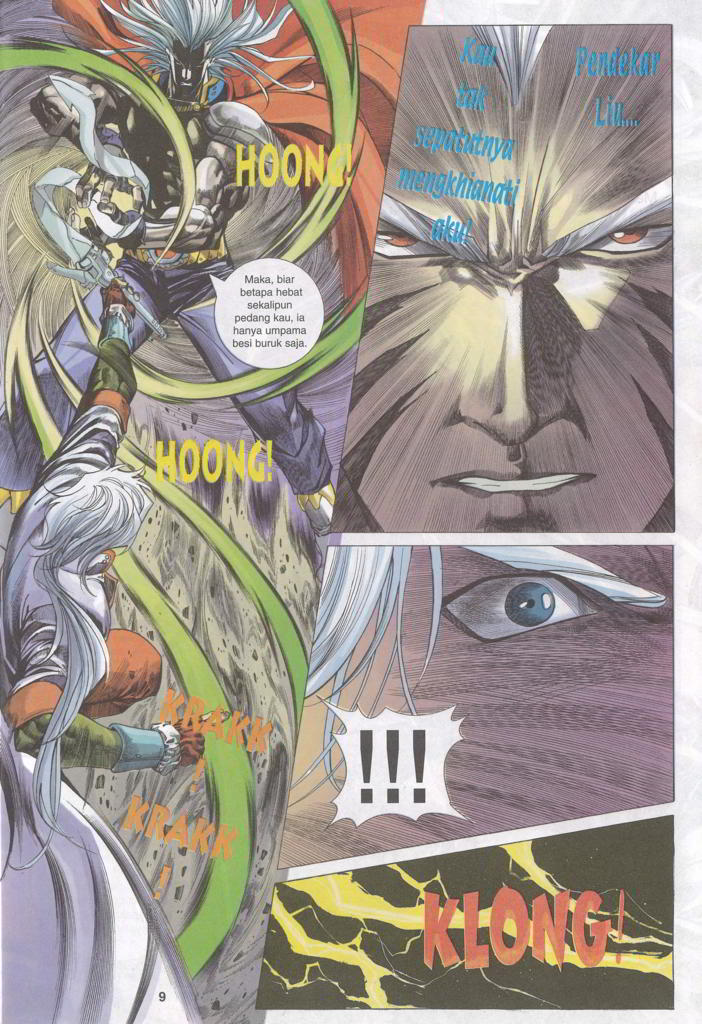 HOONG!
Maka, biar
betapa hebat
sekalipun
pedang kau, ia
hanya umpama
besi buruk saja.
HOONG!
KRAKK
!
KRAKK
!
9
Pendekar
Liu....
Kau
tak
sepatutnya
mengkhianati
aku!
!!!
KLONG!